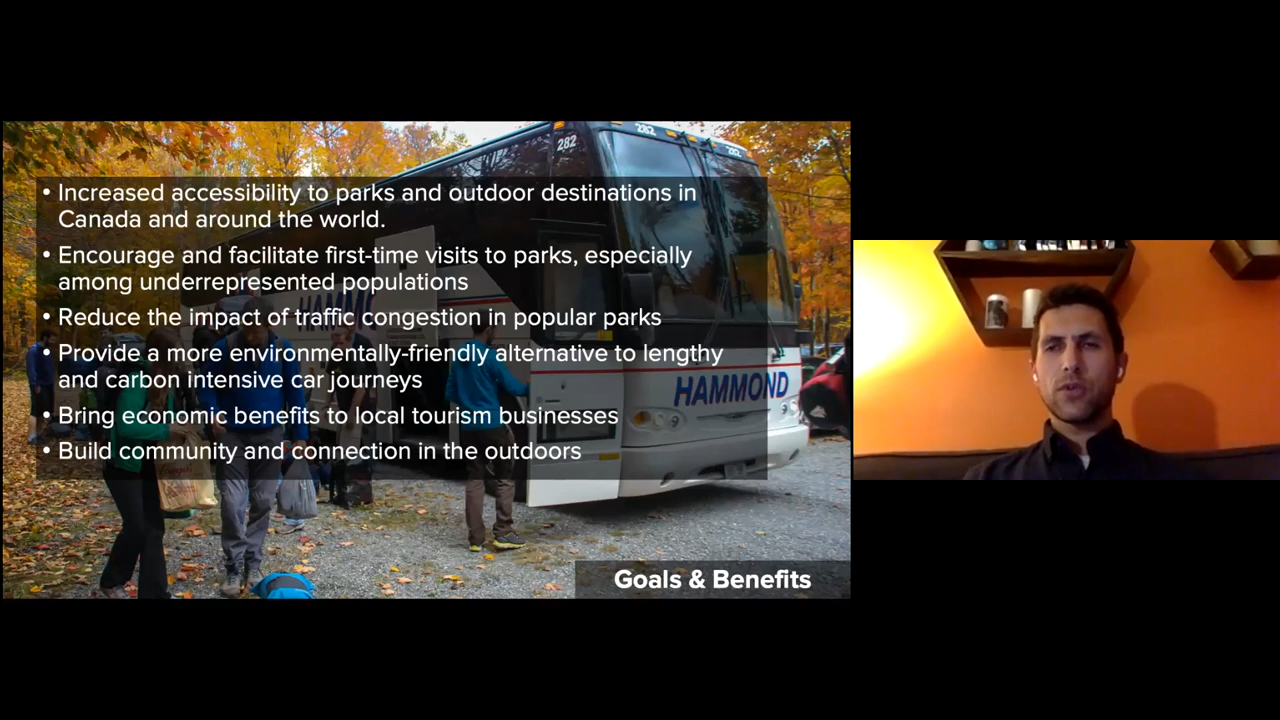 282
282
282
• Increased accessibility to parks and outdoor destinations in
Canada and around the world.
• Encourage and facilitate first-time visits to parks, especially
among underrepresented populations
HAMMO
• Reduce the impact of traffic congestion in popular parks
• Provide a more environmentally-friendly alternative to lengthy
and carbon intensive car journeys
HAMMOND
• Bring economic benefits to local tourism businesses
• Build community and connection in the outdoors
Goals & Benefits